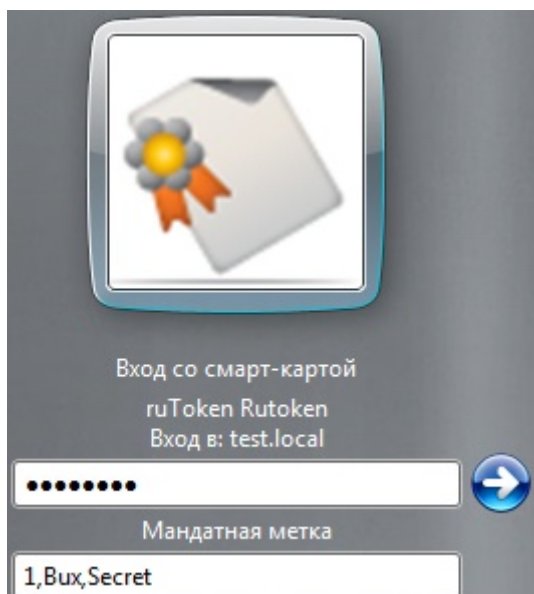 Вход со смарт-картой
ruToken Rutoken
Вход в: test.local
●●●●●●●●
Мандатная метка
1,Bux,Secret